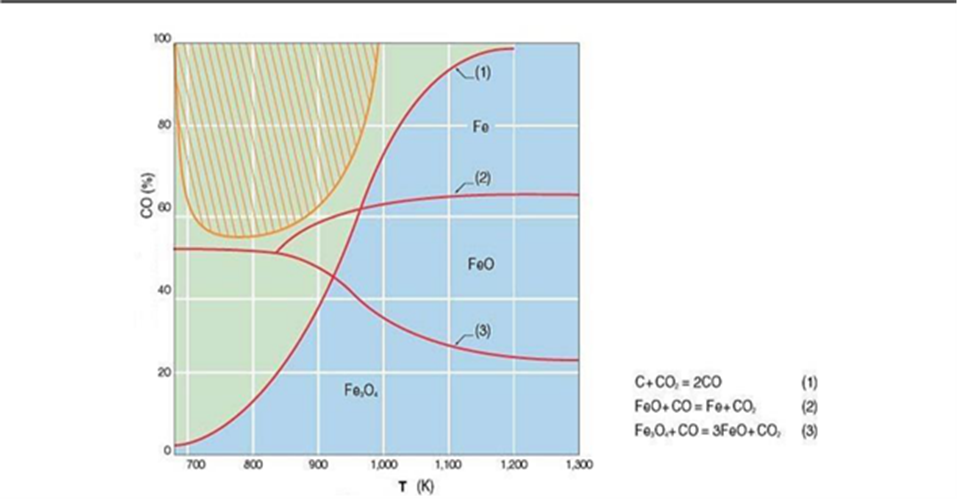 100
(1)
80
Fe
(2)
60
CO (%)
FeO
40
(3)
20
Fe₃O₄
0
700 800 900 1,000 1,100 1,200 1,300
T (K)
C+CO₂ = 2CO (1)
FeO+CO = Fe+CO₂ (2)
Fe₃O₄+CO = 3FeO+CO₂ (3)